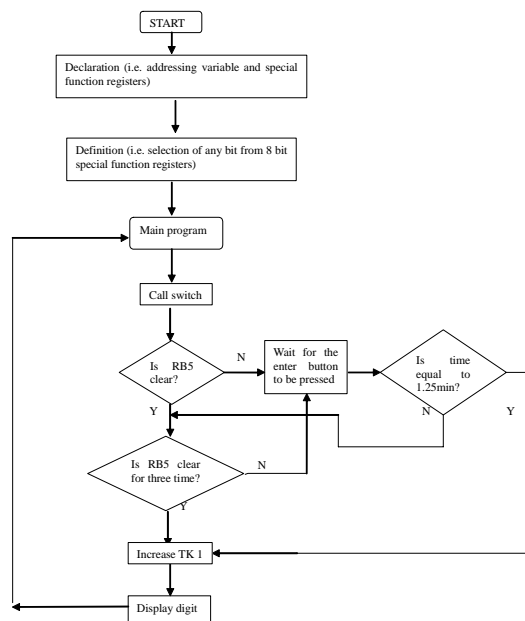 START
Declaration (i.e. addressing variable and special
function registers)
Definition (i.e. selection of any bit from 8 bit
special function registers)
Main program
Call switch
Is RB5
clear?
N
Wait for the
enter button
to be pressed
Is time
equal to
1.25min?
Y
N
Y
Is RB5 clear
for three time?
N
Y
Increase TK 1
Display digit